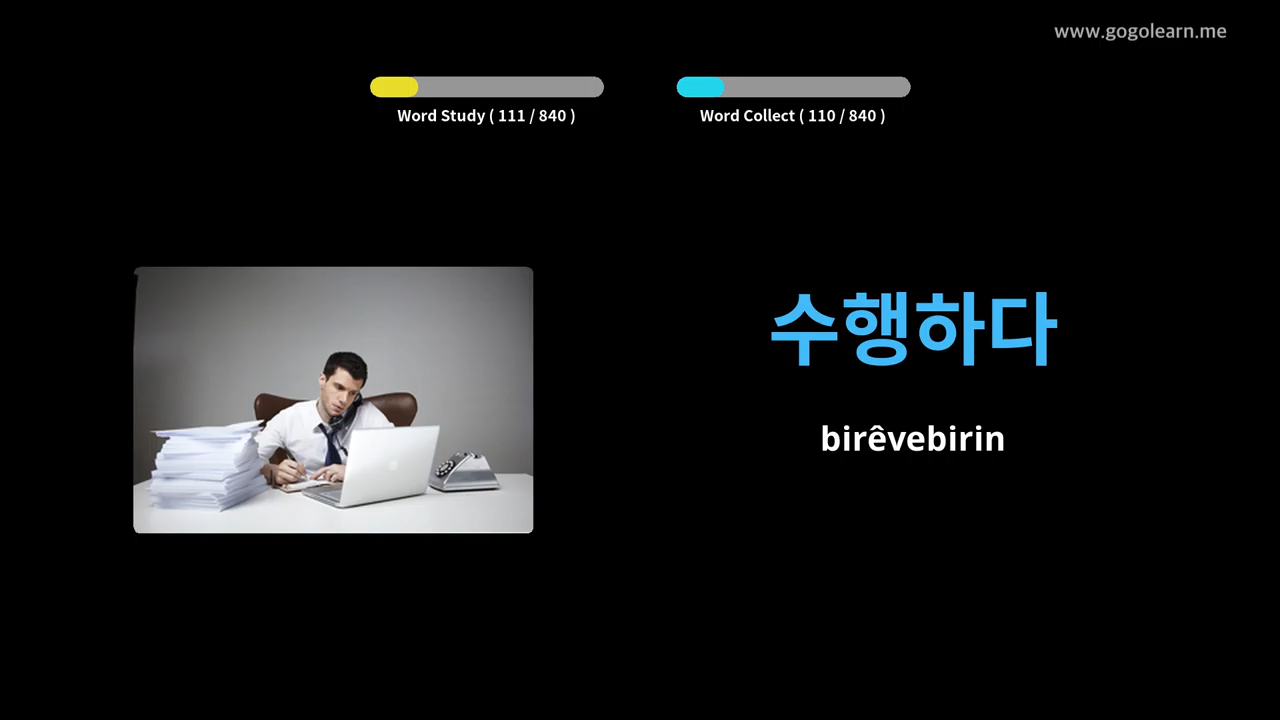 www.gogolearn.me
Word Study ( 111 / 840 )
Word Collect ( 110 / 840 )
수행하다
birêvebirin